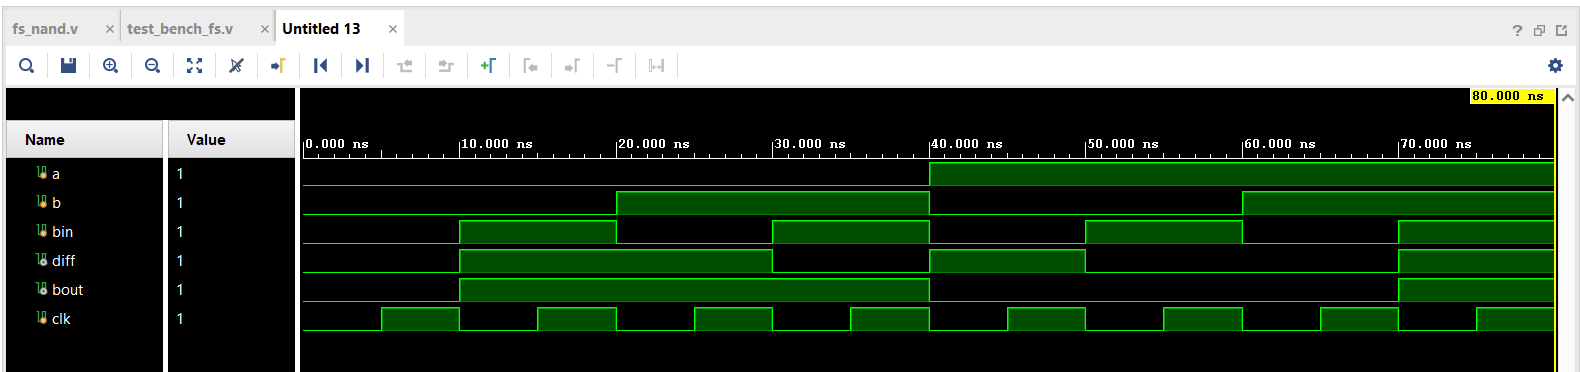 fs_nand.v × test_bench_fs.v × Untitled 13 ×
?
80.000 ns
Name Value
0.000 ns 10.000 ns 20.000 ns 30.000 ns 40.000 ns 50.000 ns 60.000 ns 70.000 ns
a 1
b 1
bin 1
diff 1
bout 1
clk 1